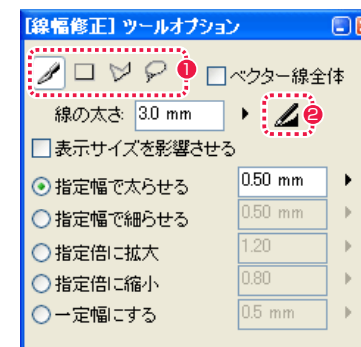 [線幅修正] ツールオプション
1 ベクター線全体
線の太さ: 3.0 mm 2
表示サイズを影響させる
指定幅で太らせる 0.50 mm
指定幅で細らせる 0.50 mm
指定倍に拡大 1.20
指定倍に縮小 0.80
一定幅にする 0.5 mm